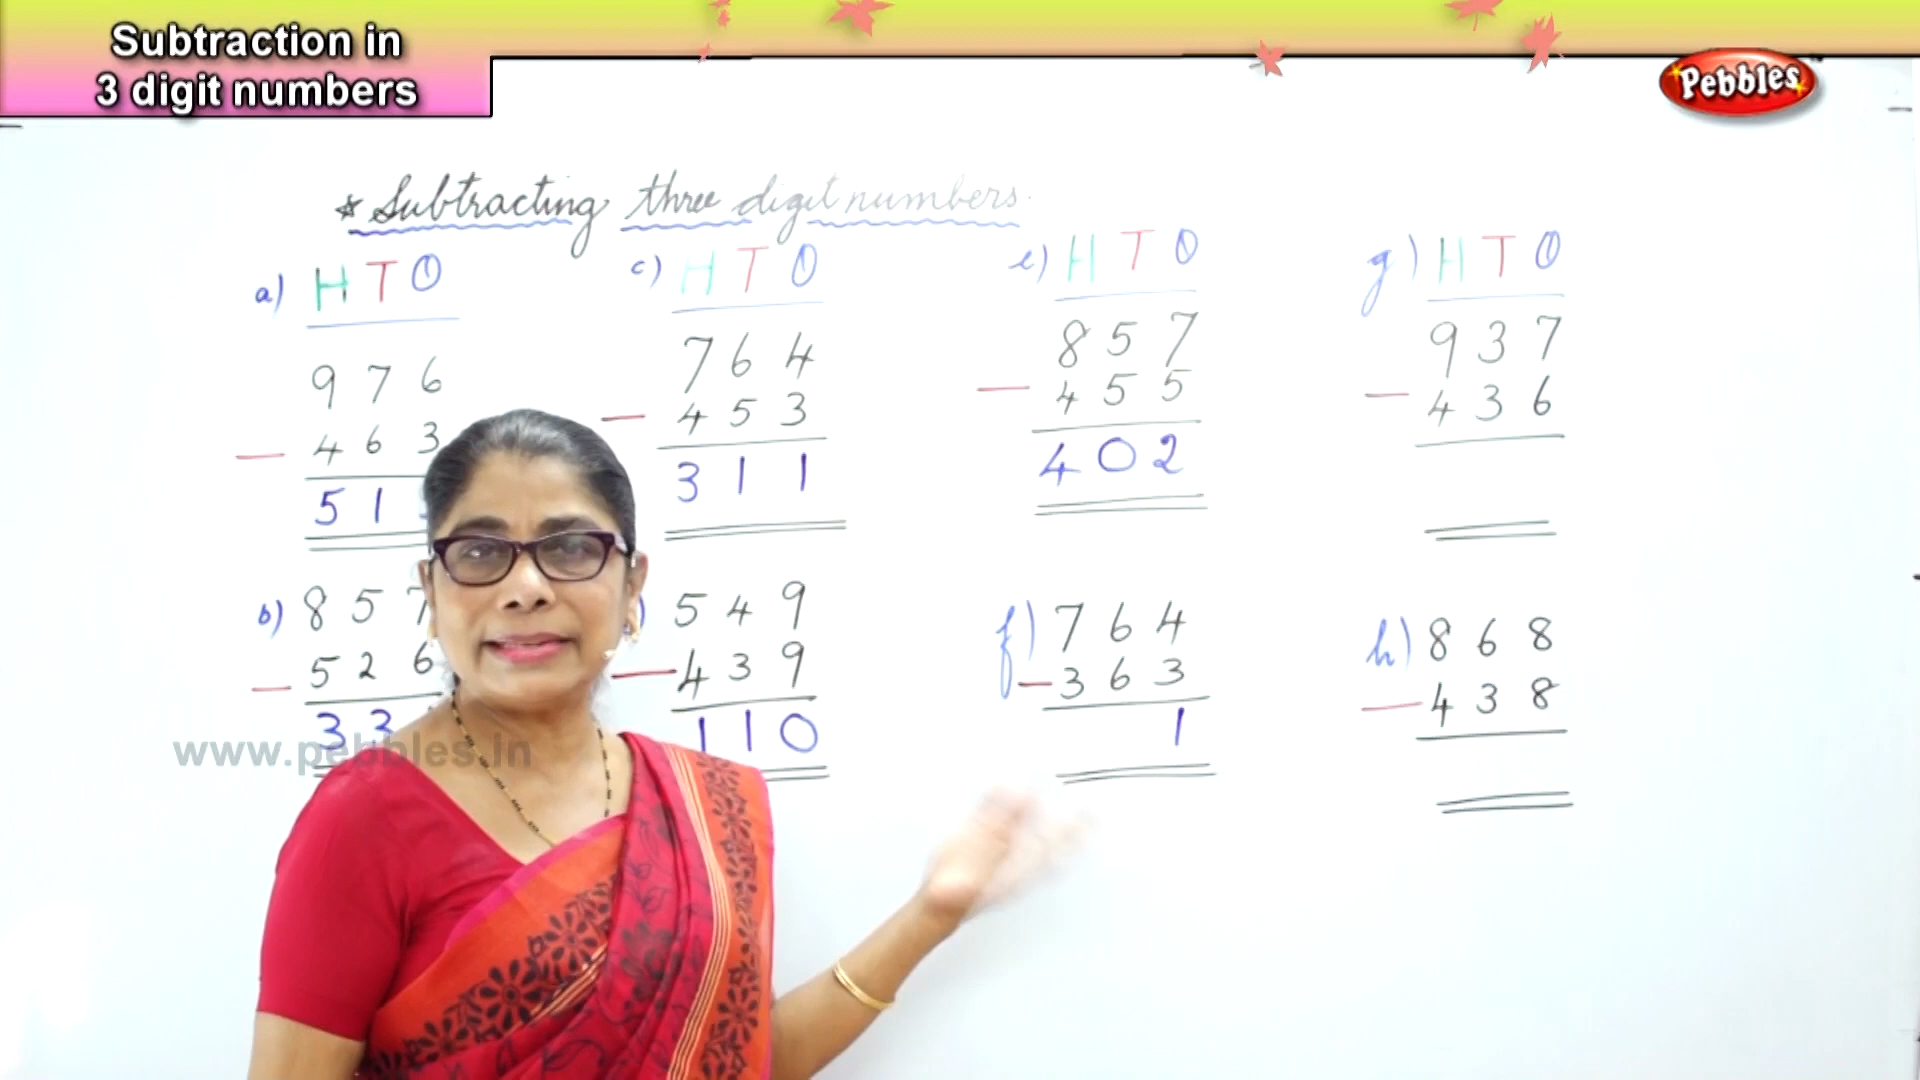 Subtraction in
3 digit numbers
Pebbles
* Subtracting three digit numbers.
a) H T O
9 7 6
- 4 6 3
5 1
c) H T O
7 6 4
- 4 5 3
3 1 1
e) H T O
8 5 7
- 4 5 5
4 0 2
g) H T O
9 3 7
- 4 3 6
b) 8 5 7
- 5 2 6
3 3
) 5 4 9
- 4 3 9
1 1 0
f) 7 6 4
- 3 6 3
1
h) 8 6 8
- 4 3 8
www.pebbles.in